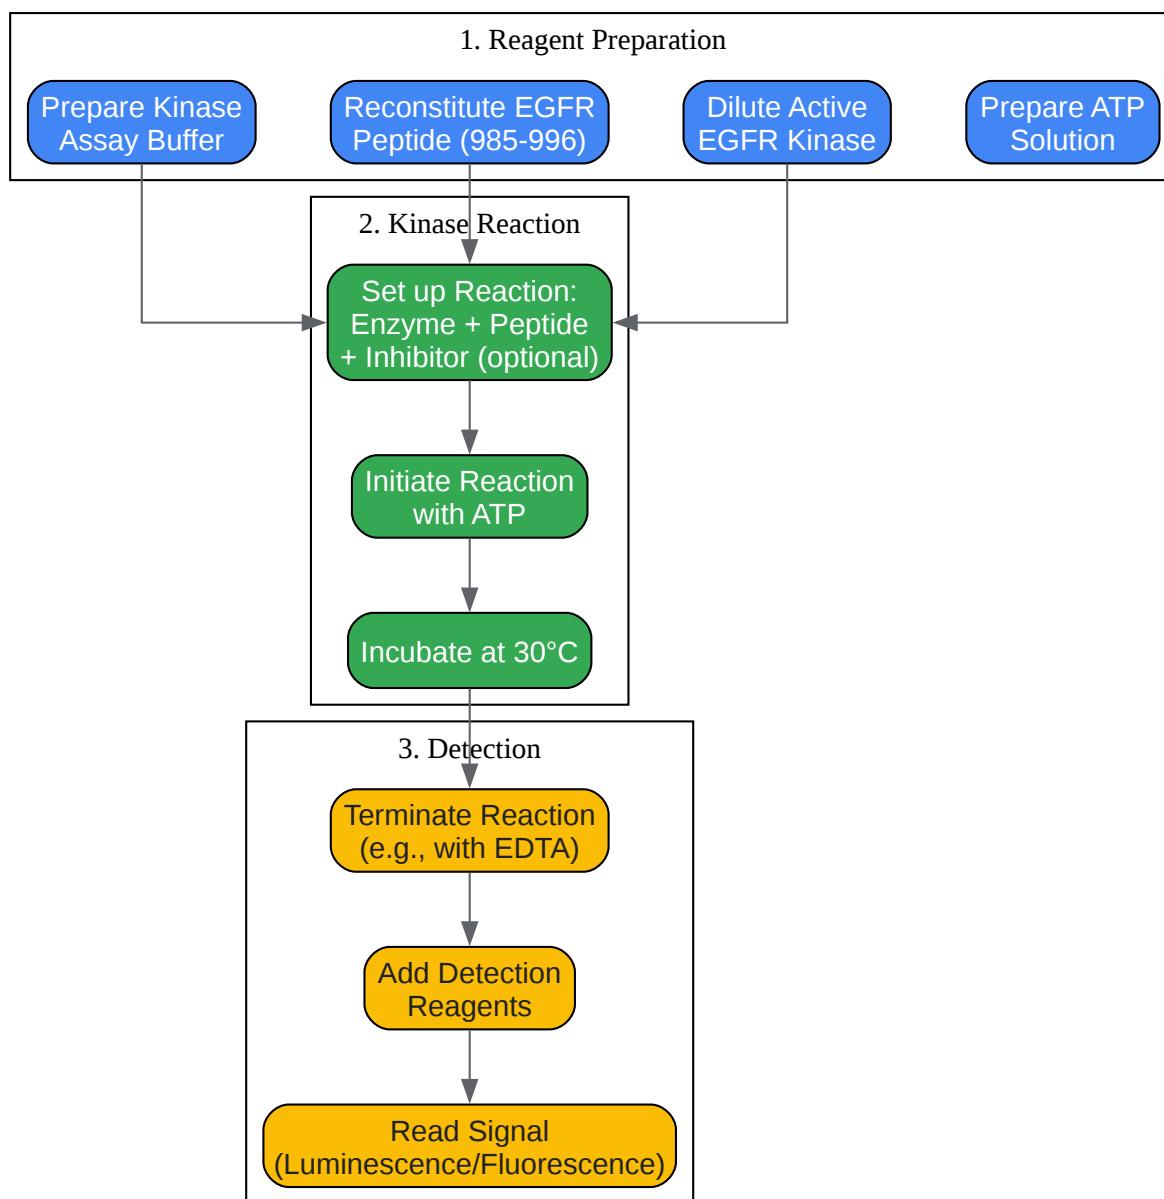 1. Reagent Preparation
Prepare Kinase
Assay Buffer
Reconstitute EGFR
Peptide (985-996)
Dilute Active
EGFR Kinase
Prepare ATP
Solution
2. Kinase Reaction
Set up Reaction:
Enzyme + Peptide
+ Inhibitor (optional)
Initiate Reaction
with ATP
Incubate at 30°C
3. Detection
Terminate Reaction
(e.g., with EDTA)
Add Detection
Reagents
Read Signal
(Luminescence/Fluorescence)